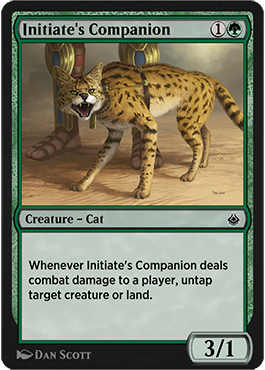 Initiate's Companion 1
Creature – Cat
Whenever Initiate's Companion deals
combat damage to a player, untap
target creature or land.
3/1
Dan Scott